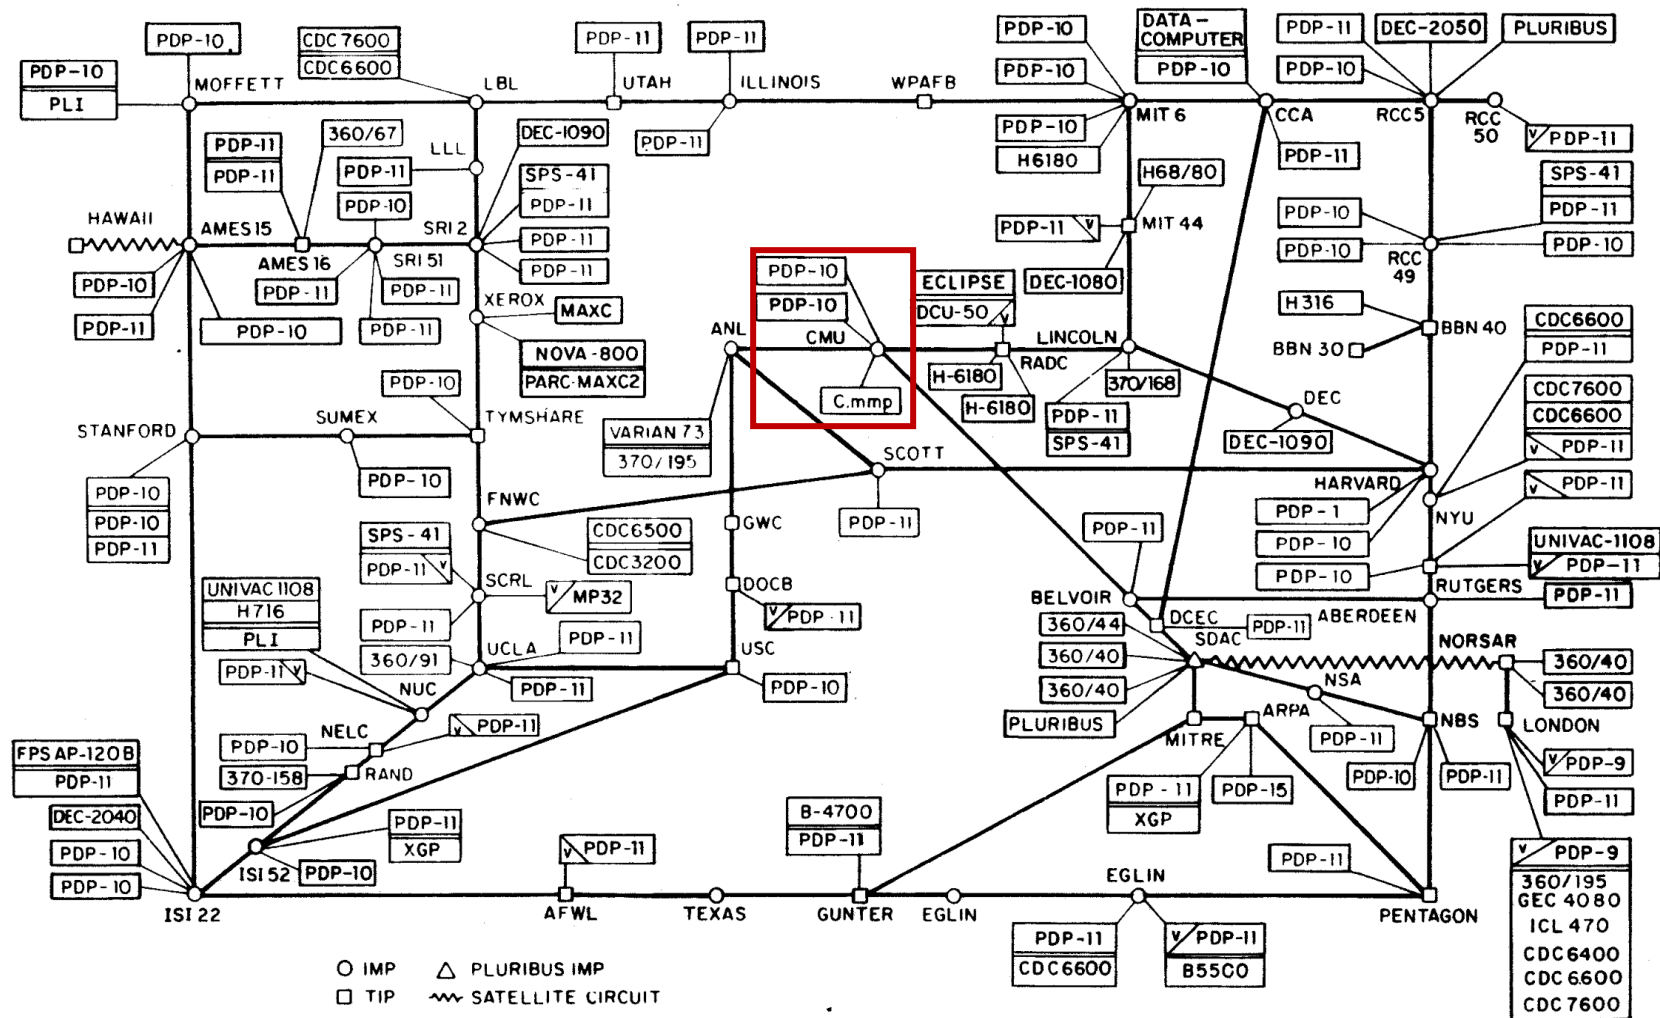 PDP-10
CDC7600
CDC6600
PDP-11
PDP-11
PDP-10
DATA-
COMPUTER
PDP-10
PDP-11
DEC-2050
PLURIBUS
PDP-10
PLI
MOFFETT
LBL
UTAH
ILLINOIS
WPAFB
PDP-10
PDP-10
H6180
MIT 6
CCA
PDP-10
RCC5
RCC
50
PDP-11
PDP-11
PDP-11
V PDP-11
360/67
LLL
DEC-1090
PDP-11
PDP-11
PDP-11
SPS-41
PDP-11
PDP-10
H68/80
SPS-41
PDP-11
HAWAII
AMES 15
AMES 16
SRI 51
SRI 2
PDP-11
PDP-11
PDP-11 V
MIT 44
DEC-1080
PDP-10
PDP-10
PDP-10
RCC
49
PDP-10
PDP-11
PDP-11
PDP-11
PDP-10
PDP-11
XEROX
MAXC
NOVA-800
PARC-MAXC2
PDP-10
PDP-10
CMU
C.mmp
ECLIPSE
DCU-50 V
ANL
RADC
LINCOLN
H-6180
H-6180
370/168
PDP-11
SPS-41
H316
BBN 40
BBN 30
CDC6600
PDP-11
CDC7600
CDC6600
V PDP-11
V PDP-11
DEC
DEC-1090
PDP-10
STANFORD
SUMEX
TYMSHARE
PDP-10
PDP-10
PDP-10
PDP-11
VARIAN 73
370/195
SCOTT
PDP-11
HARVARD
PDP-1
PDP-10
NYU
FNWC
CDC6500
CDC3200
GWC
PDP-11
PDP-10
RUTGERS
UNIVAC-1108
V PDP-11
PDP-11
SPS-41
PDP-11 V
SCRL
V MP32
DOCB
V PDP-11
BELVOIR
ABERDEEN
UNIVAC 1108
H716
PLI
PDP-11
UCLA
PDP-11
360/91
PDP-11
USC
PDP-10
360/44
360/40
360/40
PLURIBUS
DCEC
SDAC
PDP-11
NORSAR
360/40
360/40
PDP-11 V
NUC
NSA
PDP-11
NELC
PDP-10
V PDP-11
370-158
RAND
PDP-10
MITRE
ARPA
PDP-11
XGP
PDP-15
NBS
PDP-10
PDP-11
LONDON
V PDP-9
PDP-11
FPS AP-120B
PDP-11
DEC-2040
PDP-10
PDP-10
PDP-11
XGP
ISI 52
PDP-10
V PDP-11
B-4700
PDP-11
PDP-11
V PDP-9
360/195
GEC 4080
ICL 470
CDC6400
CDC6600
CDC7600
ISI 22
AFWL
TEXAS
GUNTER
EGLIN
EGLIN
PENTAGON
PDP-11
CDC6600
V PDP-11
B5500
IMP
PLURIBUS IMP
TIP
SATELLITE CIRCUIT